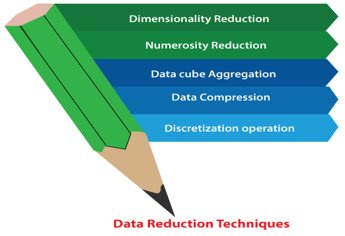 Dimensionality Reduction
Numerosity Reduction
Data cube Aggregation
Data Compression
Discretization operation
Data Reduction Techniques